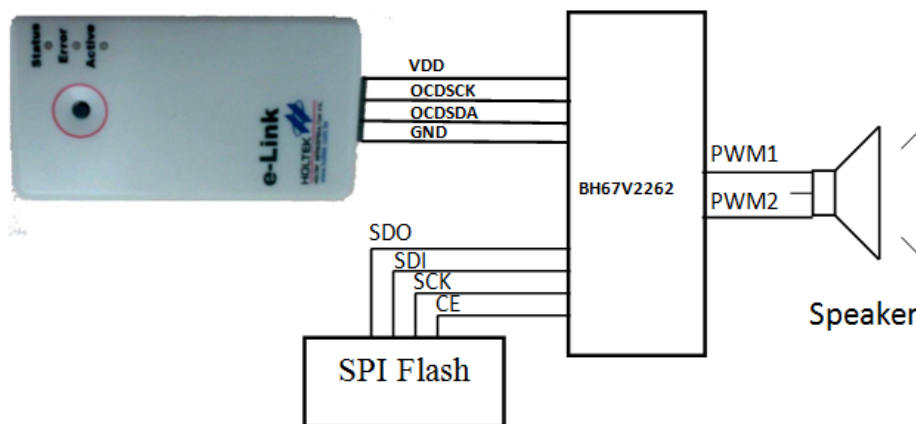 Status
Error
Active
e-Link
HOLTEK
VDD
OCDSCK
OCDSDA
GND
BH67V2262
PWM1
PWM2
Speaker
SDO
SDI
SCK
CE
SPI Flash